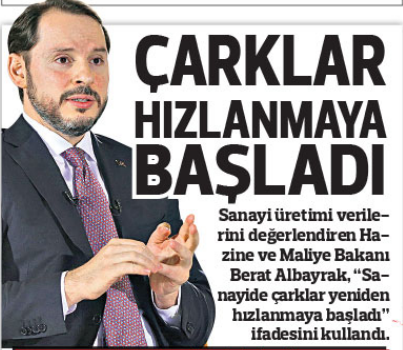 ÇARKLAR
HIZLANMAYA
BAŞLADI
Sanayi üretimi verile-
rini değerlendiren Ha-
zine ve Maliye Bakanı
Berat Albayrak, “Sa-
nayide çarklar yeniden
hızlanmaya başladı”
ifadesini kullandı.